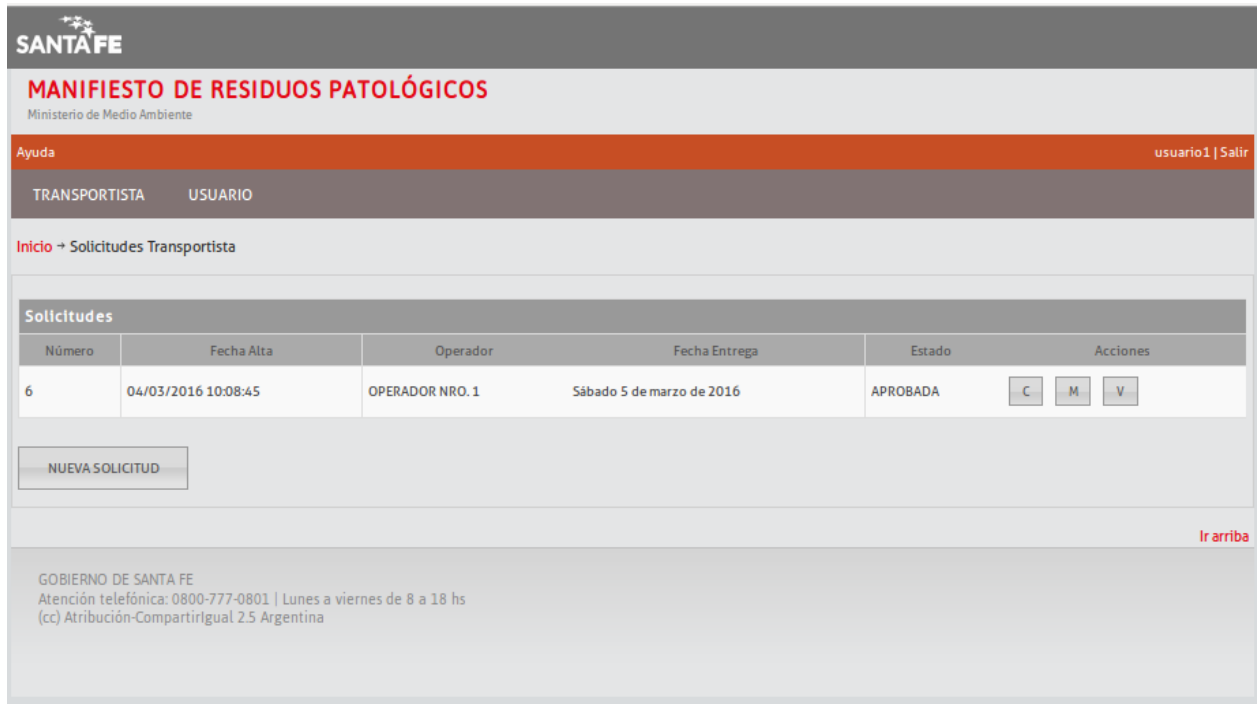 SANTAFE
MANIFIESTO DE RESIDUOS PATOLÓGICOS
Ministerio de Medio Ambiente
Ayuda usuario1 | Salir
TRANSPORTISTA USUARIO
Inicio → Solicitudes Transportista
Solicitudes
Número Fecha Alta Operador Fecha Entrega Estado Acciones
6 04/03/2016 10:08:45 OPERADOR NRO. 1 Sábado 5 de marzo de 2016 APROBADA C M V
NUEVA SOLICITUD
Ir arriba
GOBIERNO DE SANTA FE
Atención telefónica: 0800-777-0801 | Lunes a viernes de 8 a 18 hs
(cc) Atribución-CompartirIgual 2.5 Argentina